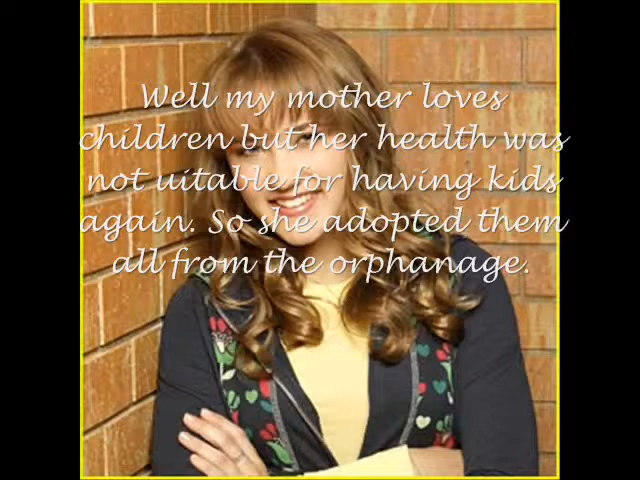 Well my mother loves
children but her health was
not uitable for having kids
again. So she adopted them
all from the orphanage.